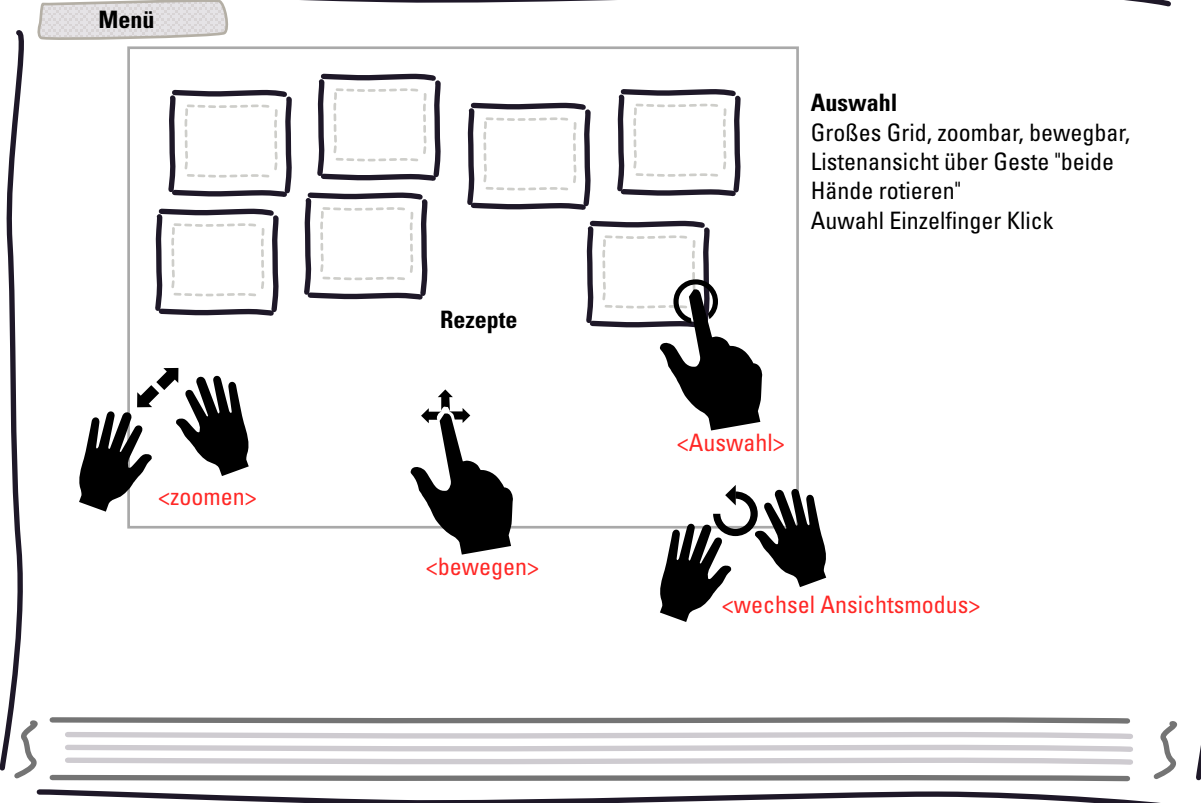 Menü
Auswahl
Großes Grid, zoombar, bewegbar,
Listenansicht über Geste "beide
Hände rotieren"
Auwahl Einzelfinger Klick
Rezepte
<Auswahl>
<zoomen>
<bewegen>
<wechsel Ansichtsmodus>